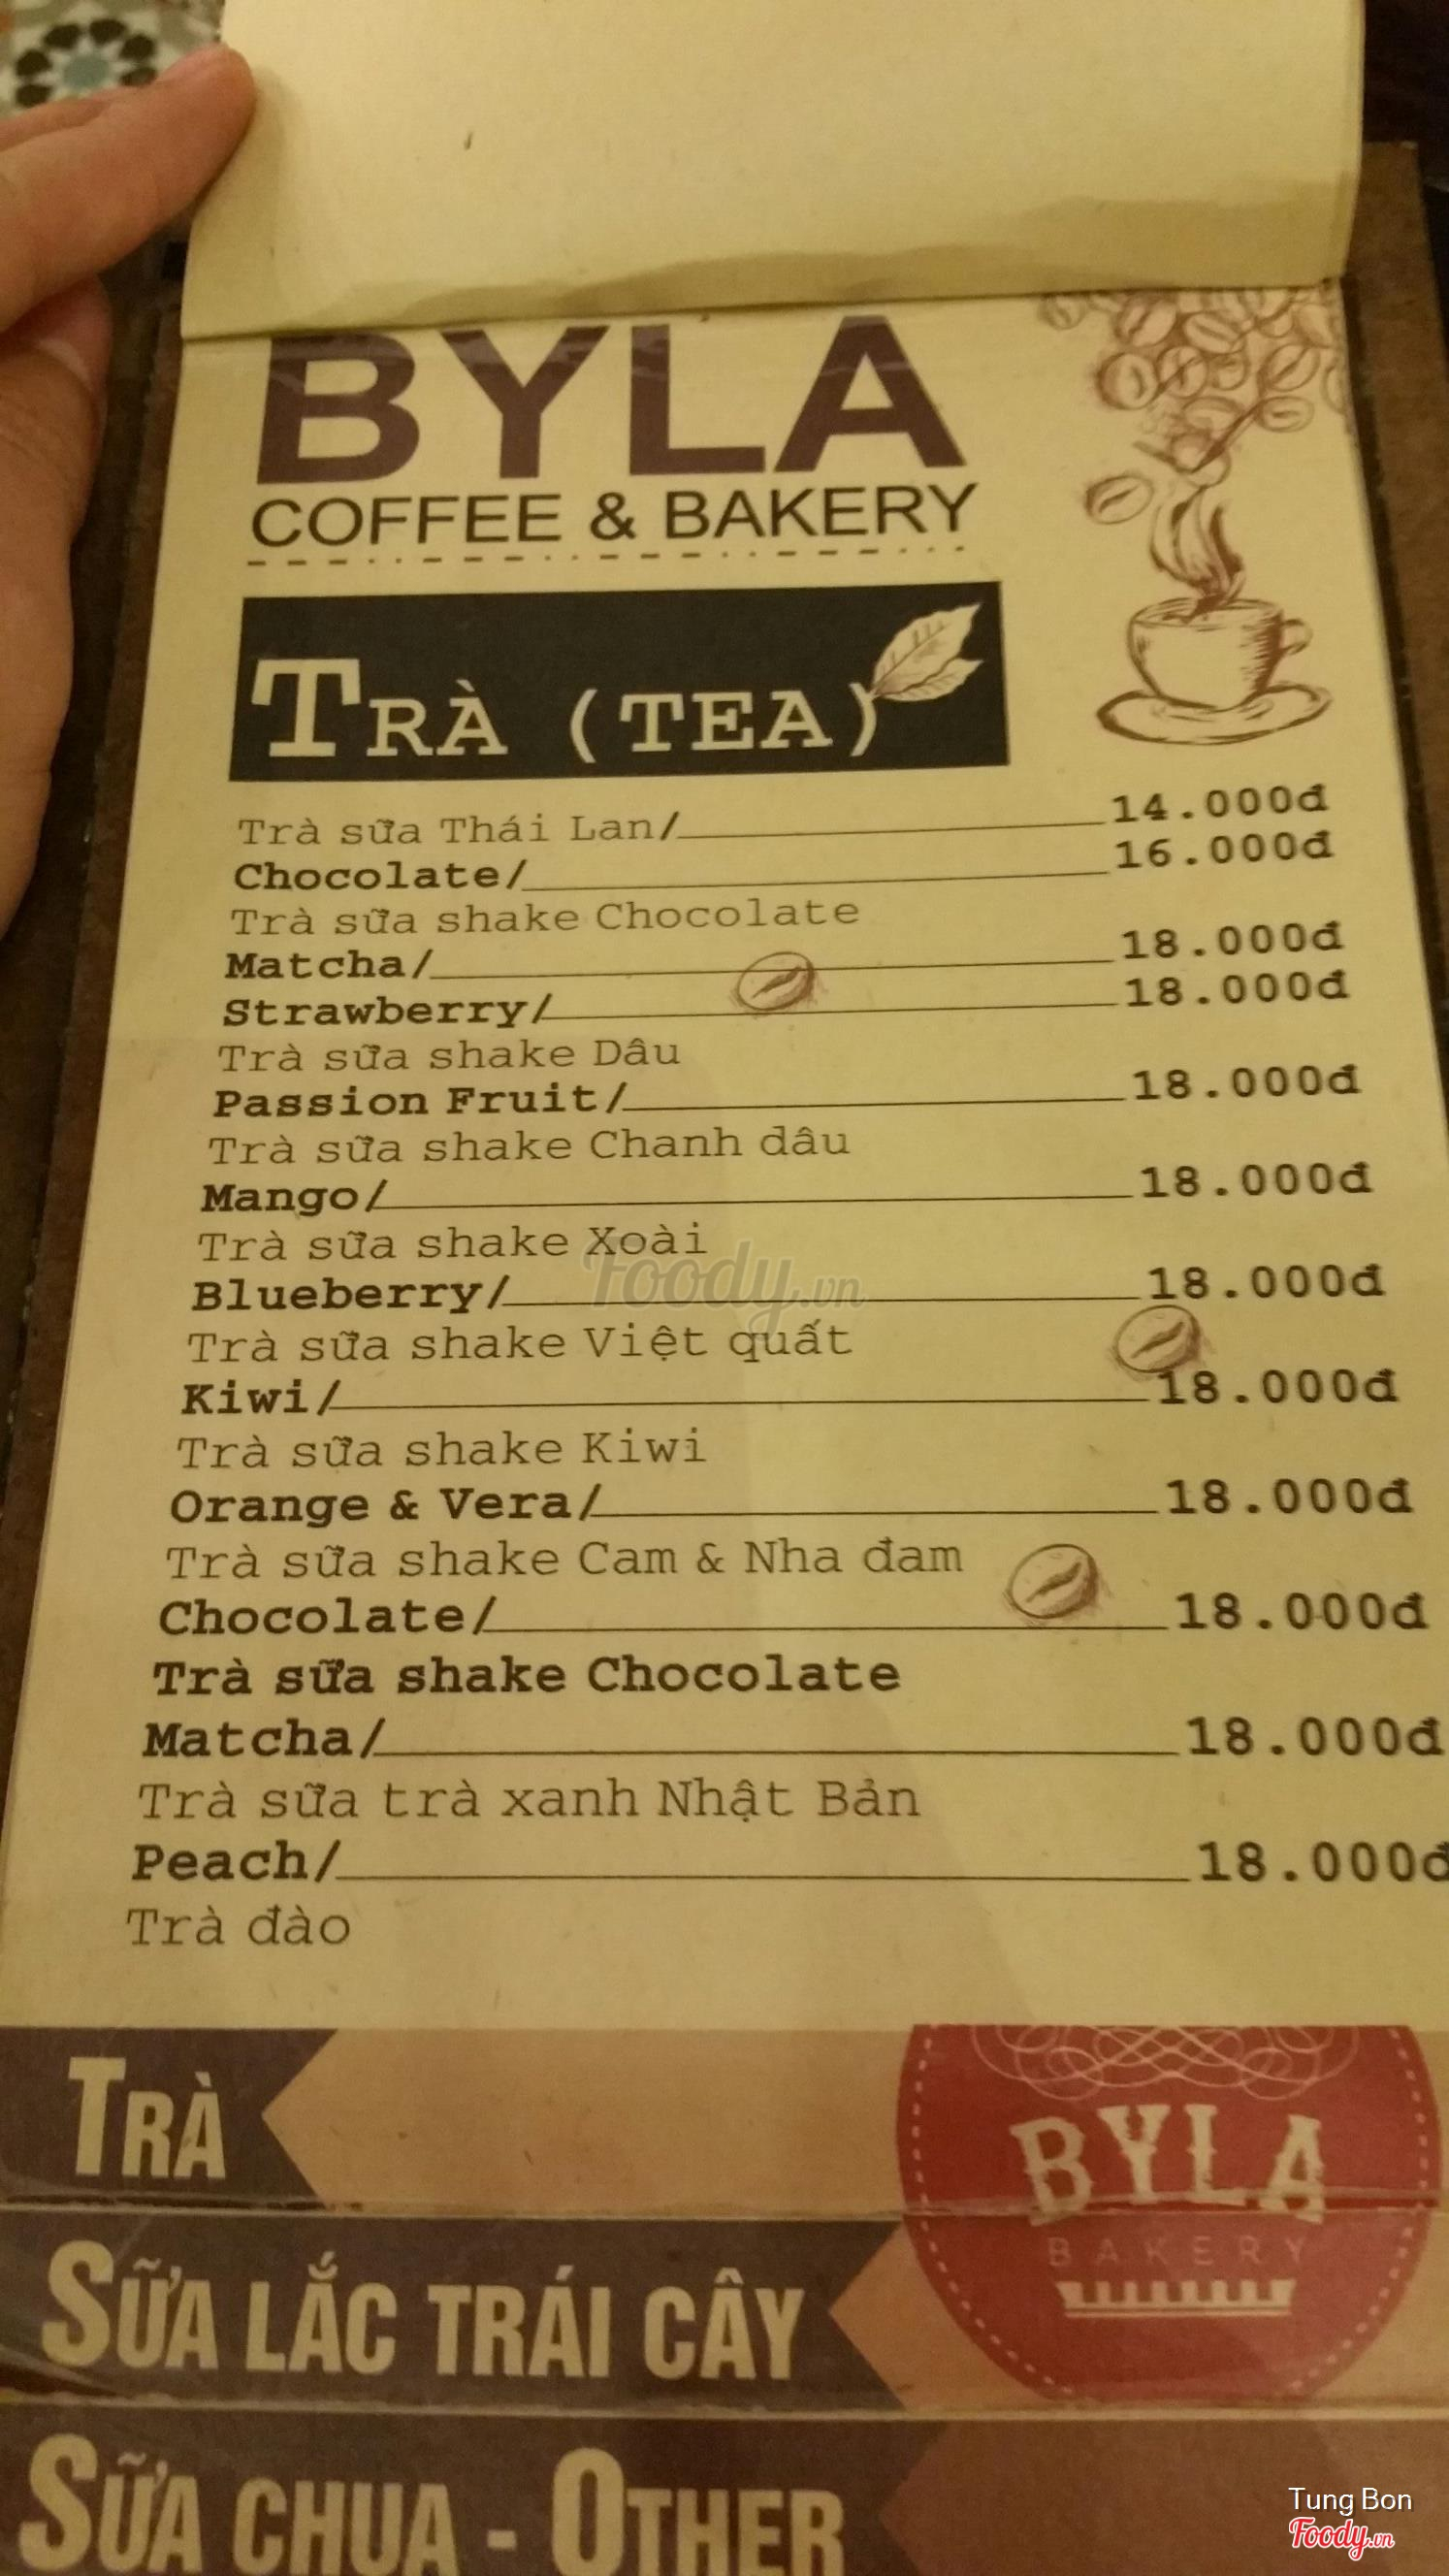 BYLA
COFFEE & BAKERY
TRÀ (TEA)
Trà sữa Thái Lan/ 14.000đ
Chocolate/ 16.000đ
Trà sữa shake Chocolate
Matcha/ 18.000đ
Strawberry/ 18.000đ
Trà sữa shake Dâu
Passion Fruit/ 18.000đ
Trà sữa shake Chanh dâu
Mango/ 18.000đ
Trà sữa shake Xoài
Blueberry/ 18.000đ
Trà sữa shake Việt quất
Kiwi/ 18.000đ
Trà sữa shake Kiwi
Orange & Vera/ 18.000đ
Trà sữa shake Cam & Nha đam
Chocolate/ 18.000đ
Trà sữa shake Chocolate
Matcha/ 18.000đ
Trà sữa trà xanh Nhật Bản
Peach/ 18.000đ
Trà đào
Foody.vn
TRÀ
BYLA
BAKERY
SỮA LẮC TRÁI CÂY
SỮA CHUA - OTHER
Tung Bon
Foody.vn